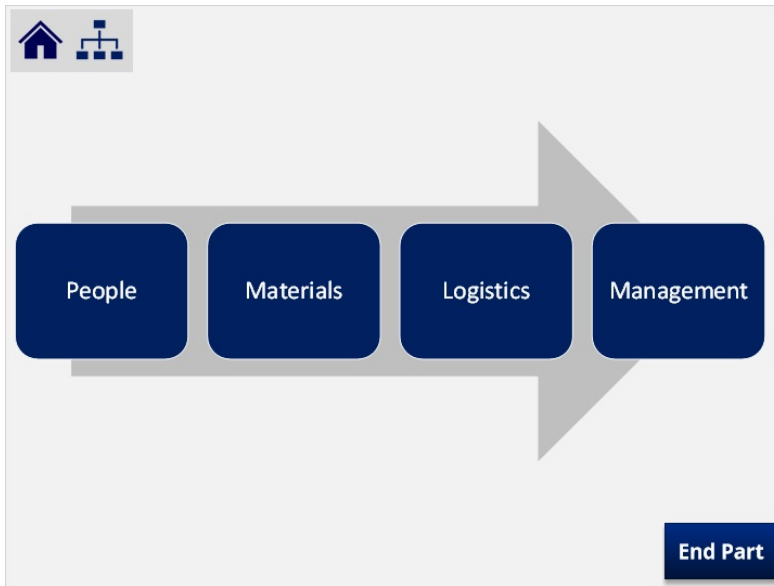 People
Materials
Logistics
Management
End Part